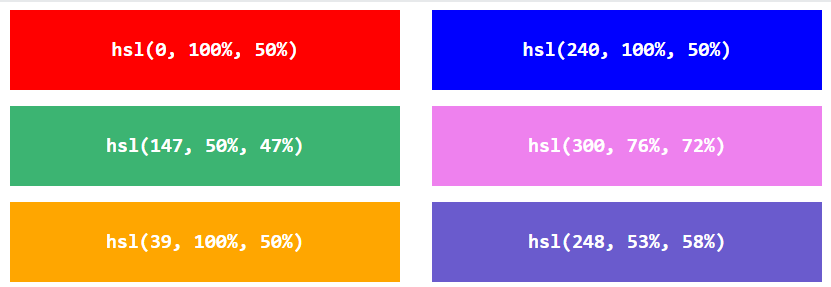 hsl(0, 100%, 50%)
hsl(240, 100%, 50%)
hsl(147, 50%, 47%)
hsl(300, 76%, 72%)
hsl(39, 100%, 50%)
hsl(248, 53%, 58%)